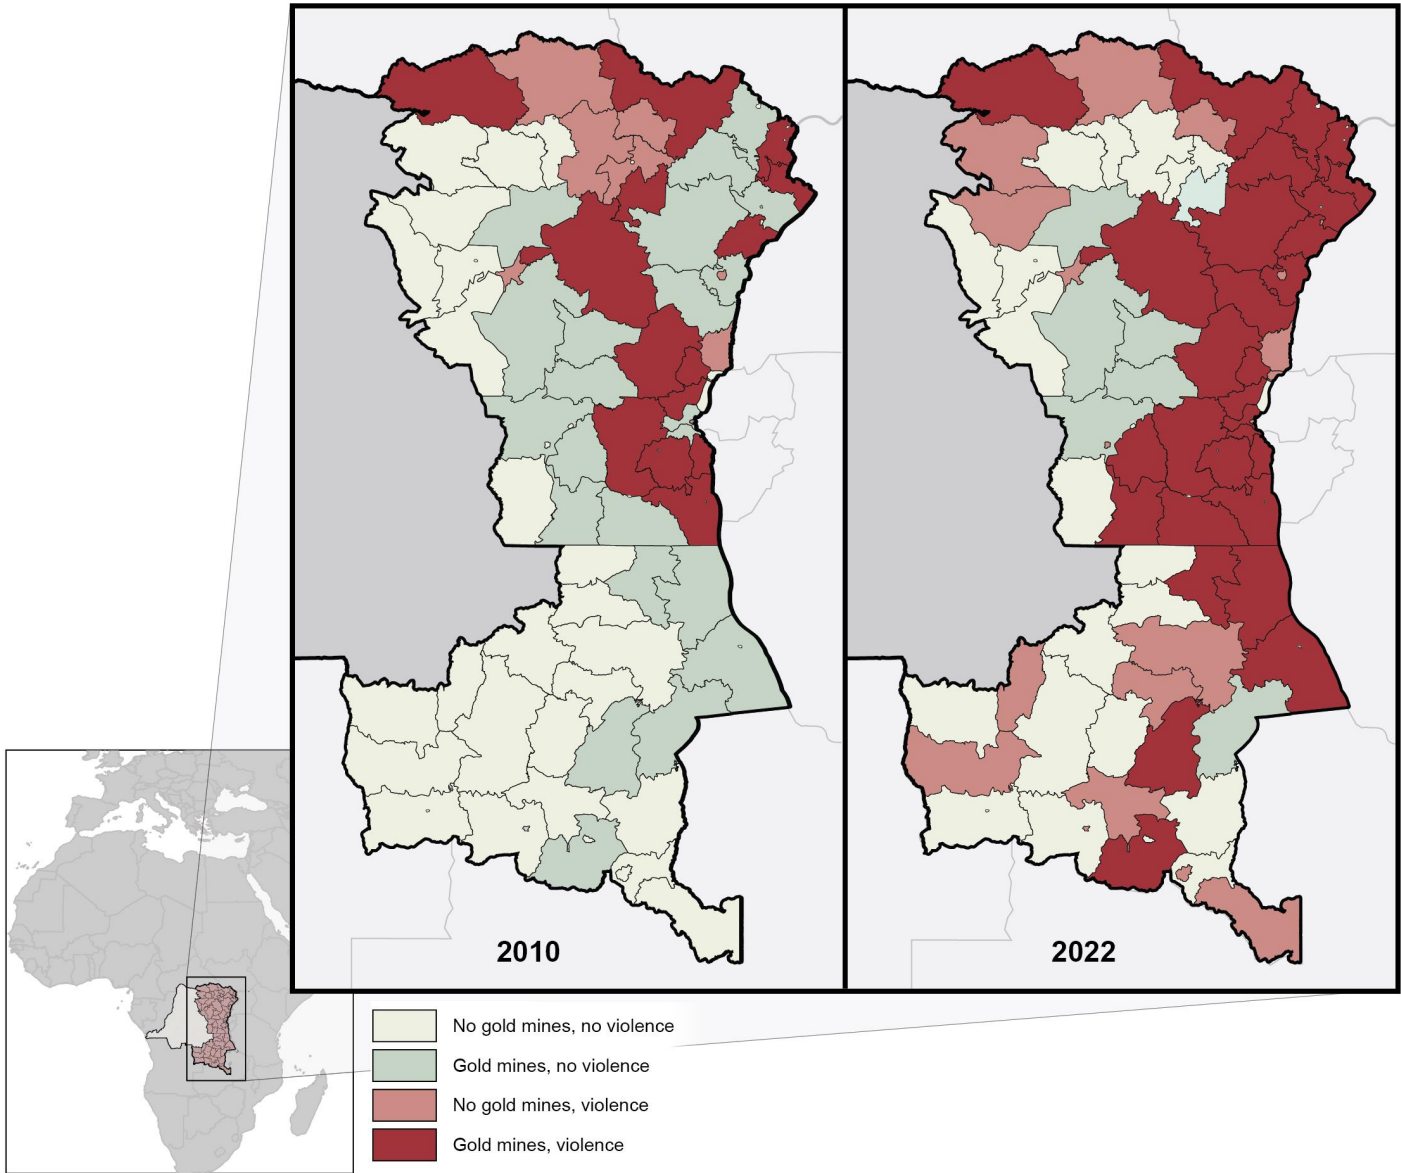 2010
2022
No gold mines, no violence
Gold mines, no violence
No gold mines, violence
Gold mines, violence